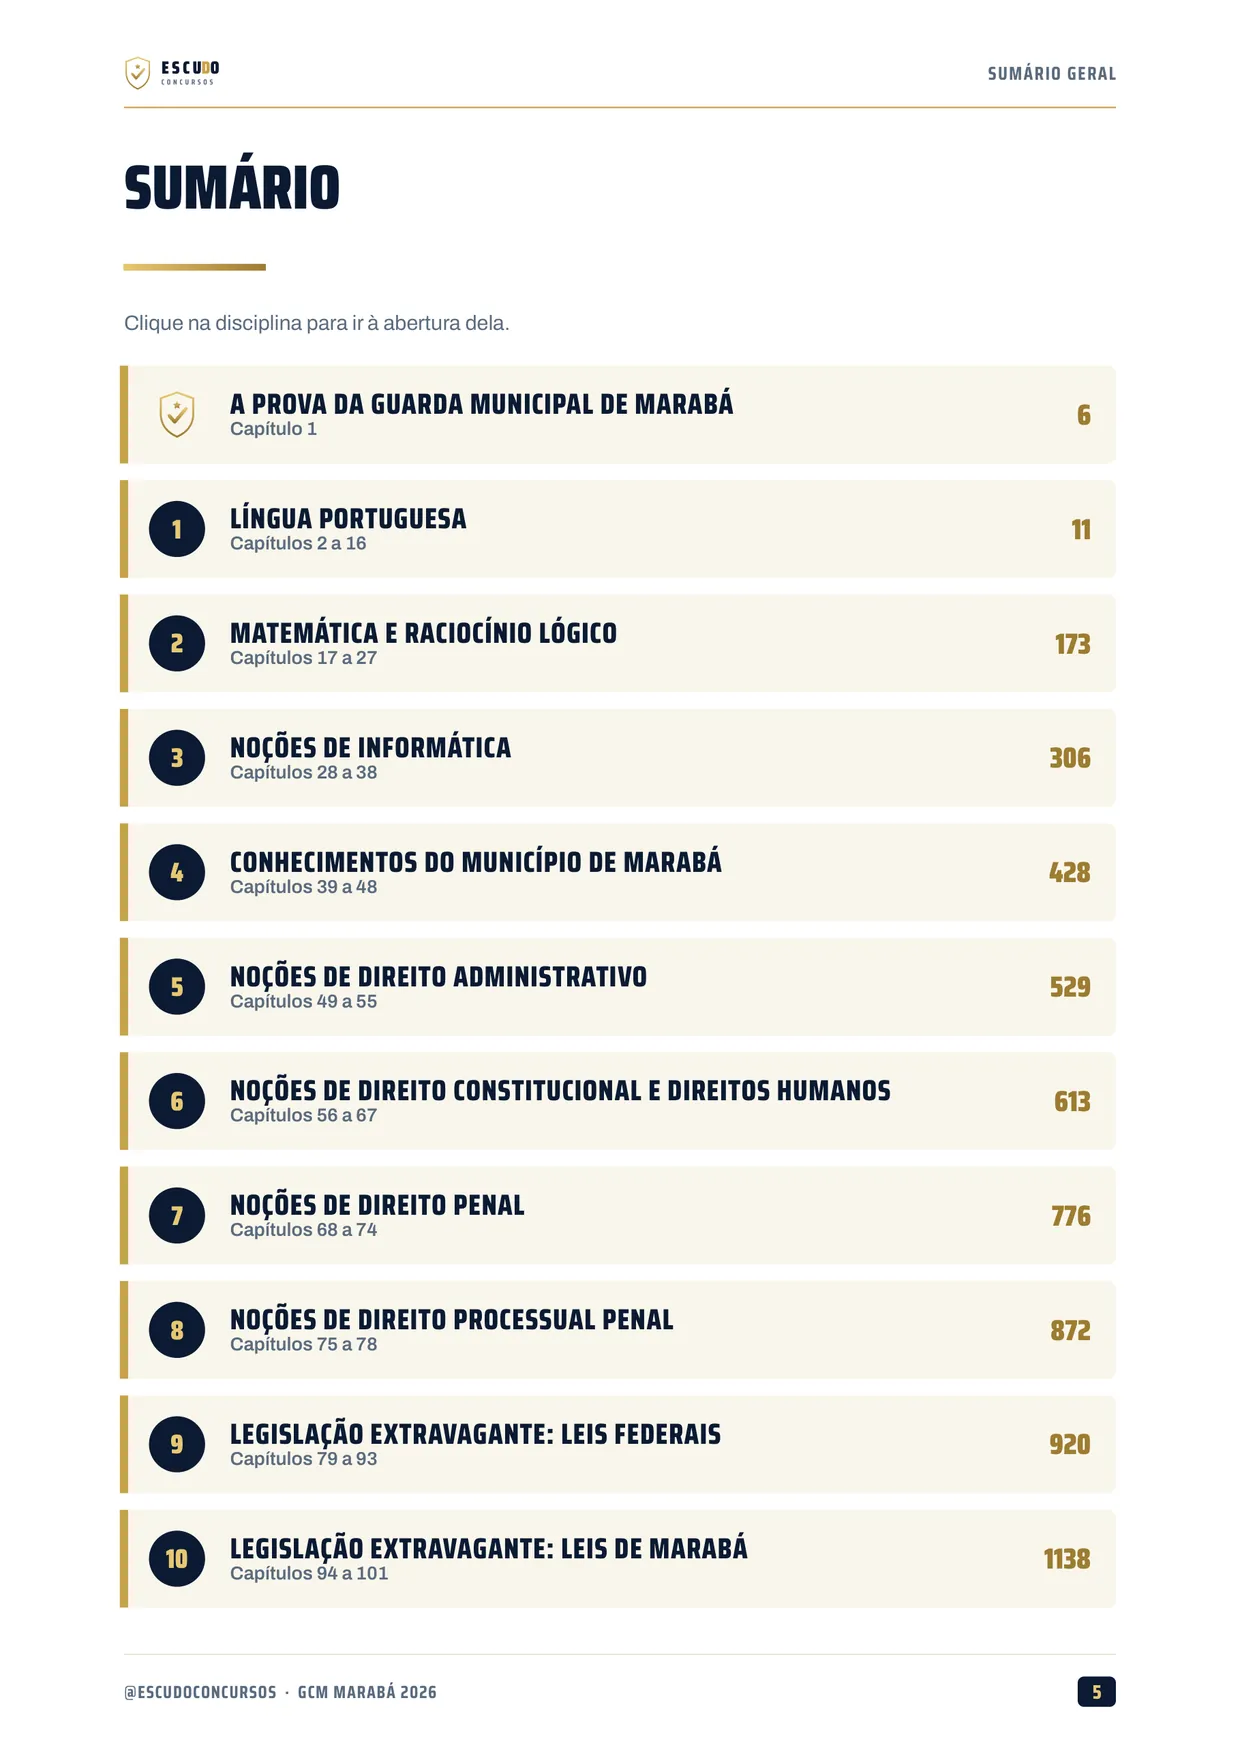 ESCUDO
CONCURSOS
SUMÁRIO GERAL
SUMÁRIO
Clique na disciplina para ir à abertura dela.
A PROVA DA GUARDA MUNICIPAL DE MARABÁ
Capítulo 1
6
1
LÍNGUA PORTUGUESA
Capítulos 2 a 16
11
2
MATEMÁTICA E RACIOCÍNIO LÓGICO
Capítulos 17 a 27
173
3
NOÇÕES DE INFORMÁTICA
Capítulos 28 a 38
306
4
CONHECIMENTOS DO MUNICÍPIO DE MARABÁ
Capítulos 39 a 48
428
5
NOÇÕES DE DIREITO ADMINISTRATIVO
Capítulos 49 a 55
529
6
NOÇÕES DE DIREITO CONSTITUCIONAL E DIREITOS HUMANOS
Capítulos 56 a 67
613
7
NOÇÕES DE DIREITO PENAL
Capítulos 68 a 74
776
8
NOÇÕES DE DIREITO PROCESSUAL PENAL
Capítulos 75 a 78
872
9
LEGISLAÇÃO EXTRAVAGANTE: LEIS FEDERAIS
Capítulos 79 a 93
920
10
LEGISLAÇÃO EXTRAVAGANTE: LEIS DE MARABÁ
Capítulos 94 a 101
1138
@ESCUDOCONCURSOS · GCM MARABÁ 2026
5